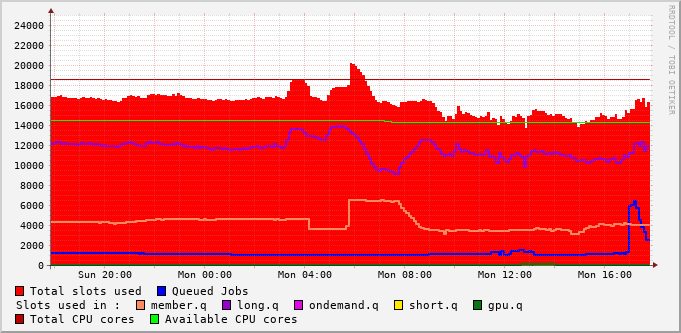 24000
22000
20000
18000
16000
14000
12000
10000
8000
6000
4000
2000
0
Sun 20:00 Mon 00:00 Mon 04:00 Mon 08:00 Mon 12:00 Mon 16:00
RRDTOOL / TOBI OETIKER
Total slots used Queued Jobs
Slots used in : member.q long.q ondemand.q short.q gpu.q
Total CPU cores Available CPU cores